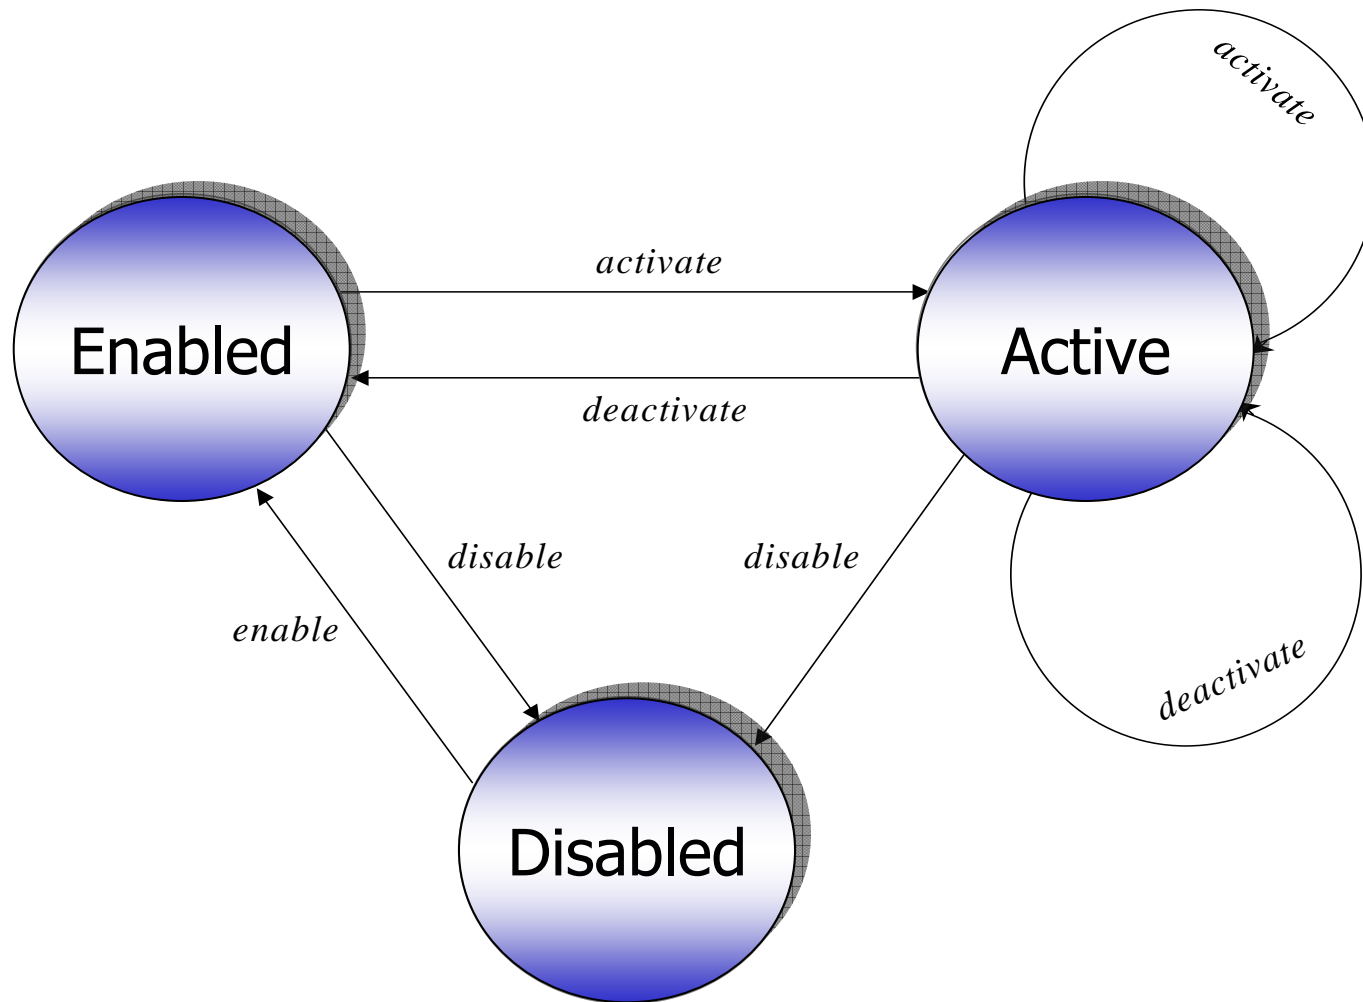 activate
activate
Enabled
Active
deactivate
disable
disable
enable
deactivate
Disabled